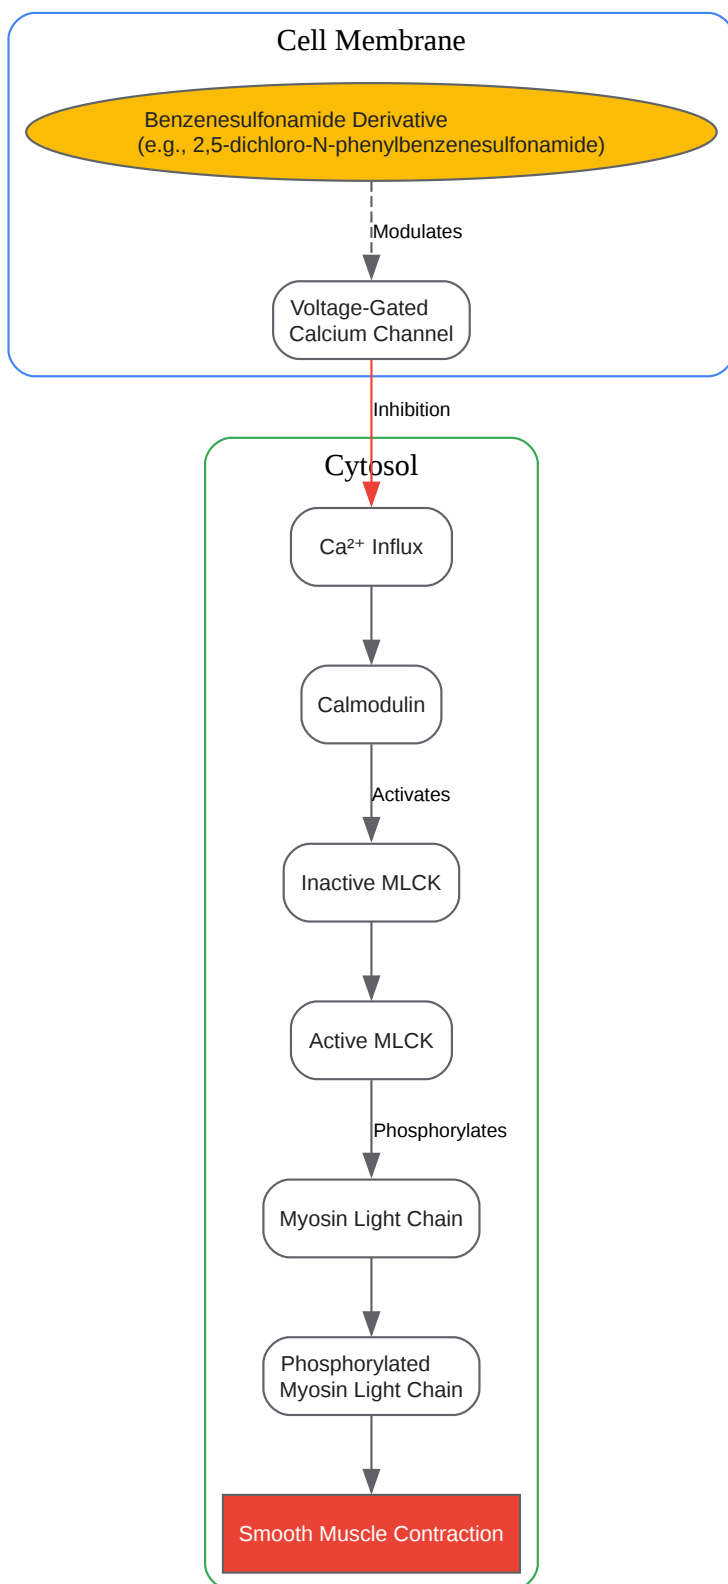 Cell Membrane
Benzenesulfonamide Derivative
(e.g., 2,5-dichloro-N-phenylbenzenesulfonamide)
Modulates
Voltage-Gated
Calcium Channel
Inhibition
Cytosol
Ca²⁺ Influx
Calmodulin
Activates
Inactive MLCK
Active MLCK
Phosphorylates
Myosin Light Chain
Phosphorylated
Myosin Light Chain
Smooth Muscle Contraction